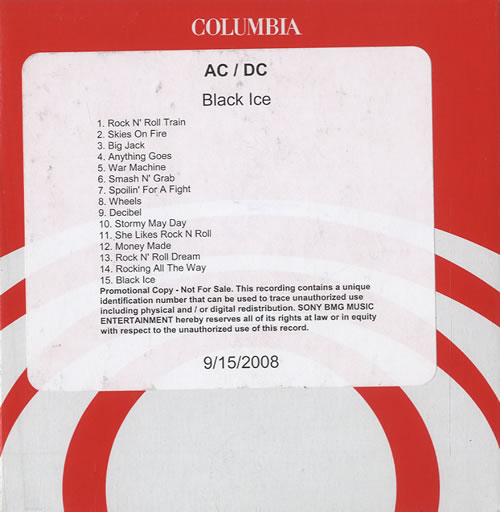 COLUMBIA
AC / DC
Black Ice
1. Rock N' Roll Train
2. Skies On Fire
3. Big Jack
4. Anything Goes
5. War Machine
6. Smash N' Grab
7. Spoilin' For A Fight
8. Wheels
9. Decibel
10. Stormy May Day
11. She Likes Rock N Roll
12. Money Made
13. Rock N' Roll Dream
14. Rocking All The Way
15. Black Ice
Promotional Copy - Not For Sale. This recording contains a unique
identification number that can be used to trace unauthorized use
including physical and / or digital redistribution. SONY BMG MUSIC
ENTERTAINMENT hereby reserves all of its rights at law or in equity
with respect to the unauthorized use of this record.
9/15/2008